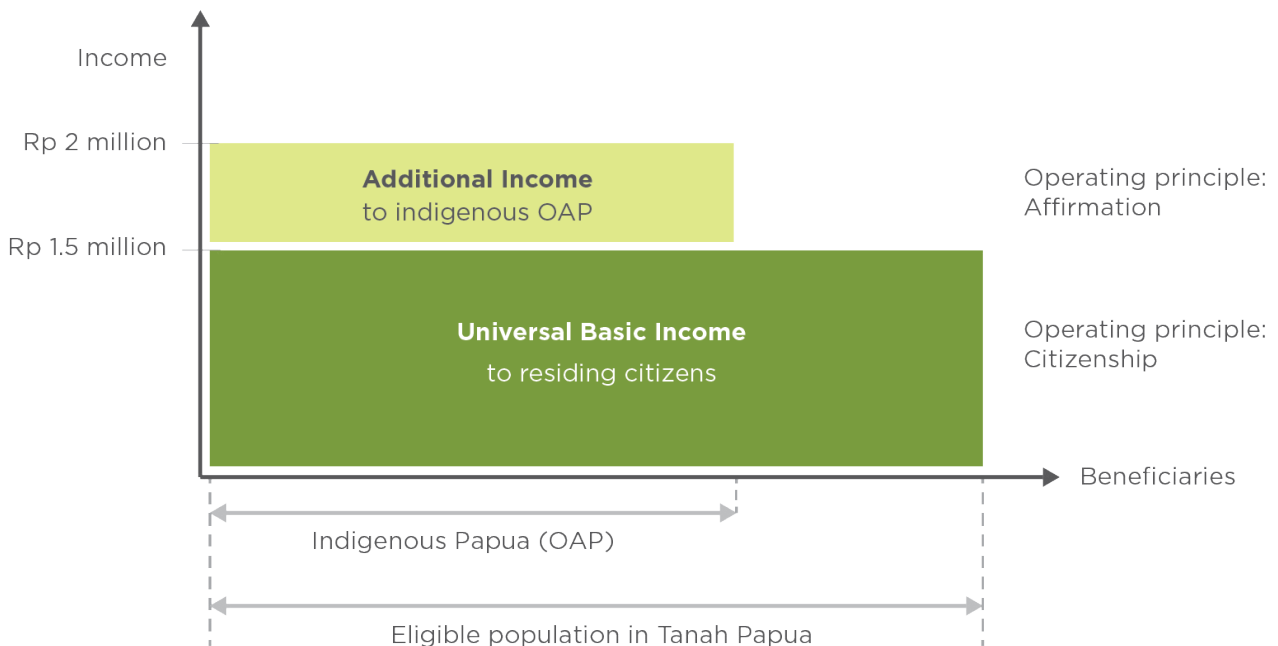 Income
Rp 2 million
Additional Income
to indigenous OAP
Operating principle:
Affirmation
Rp 1.5 million
Universal Basic Income
to residing citizens
Operating principle:
Citizenship
Beneficiaries
Indigenous Papua (OAP)
Eligible population in Tanah Papua